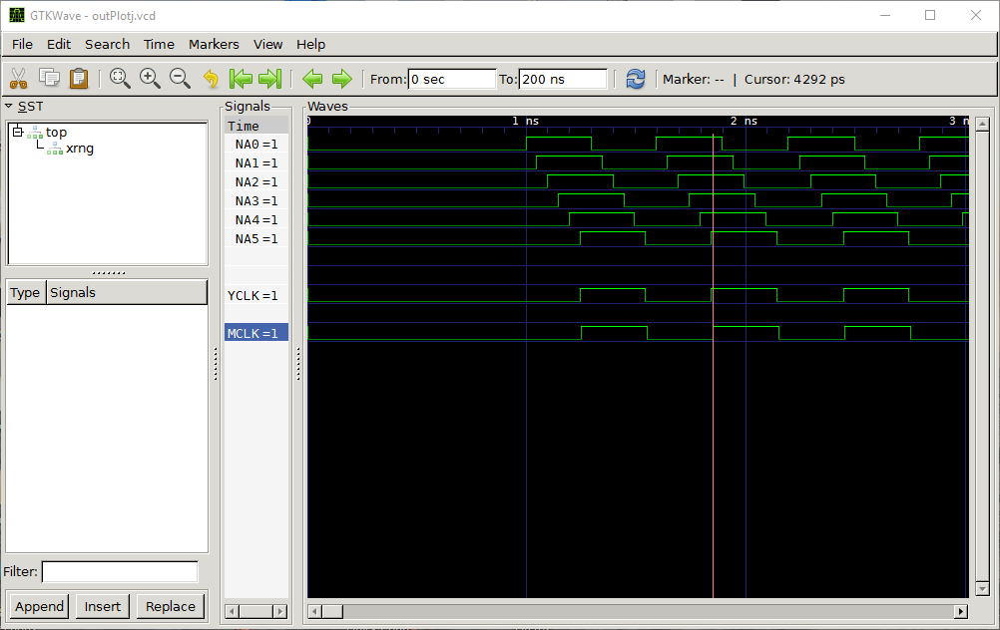 GTKWave - outPlotj.vcd
File Edit Search Time Markers View Help
From: 0 sec To: 200 ns Marker: -- | Cursor: 4292 ps
SST
top
xrng
Type Signals
Filter:
Append Insert Replace
Signals
Time
NA0 =1
NA1 =1
NA2 =1
NA3 =1
NA4 =1
NA5 =1
YCLK =1
MCLK =1
Waves
0 1 ns 2 ns 3 n